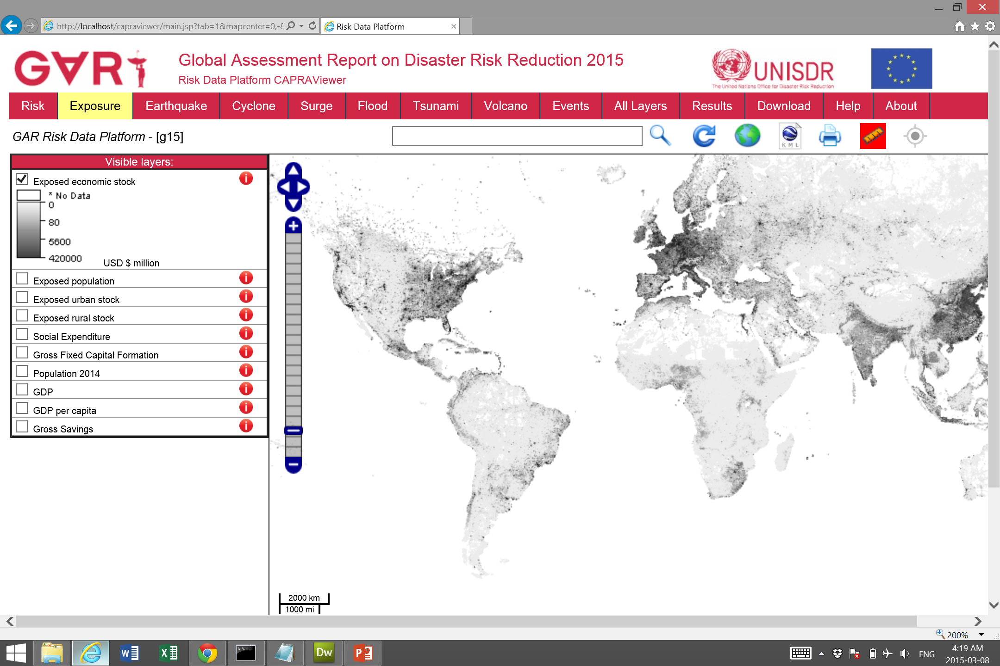 http://localhost/capraviewer/main.jsp?tab=1&mapcenter=0,-8
Risk Data Platform
GAR
Global Assessment Report on Disaster Risk Reduction 2015
Risk Data Platform CAPRAViewer
UNISDR
The United Nations Office for Disaster Risk Reduction
Risk
Exposure
Earthquake
Cyclone
Surge
Flood
Tsunami
Volcano
Events
All Layers
Results
Download
Help
About
GAR Risk Data Platform - [g15]
KML
Visible layers:
Exposed economic stock
* No Data
0
80
5600
420000
USD $ million
Exposed population
Exposed urban stock
Exposed rural stock
Social Expenditure
Gross Fixed Capital Formation
Population 2014
GDP
GDP per capita
Gross Savings
2000 km
1000 mi
200%
C:\_
Dw
ENG
4:19 AM
2015-03-08